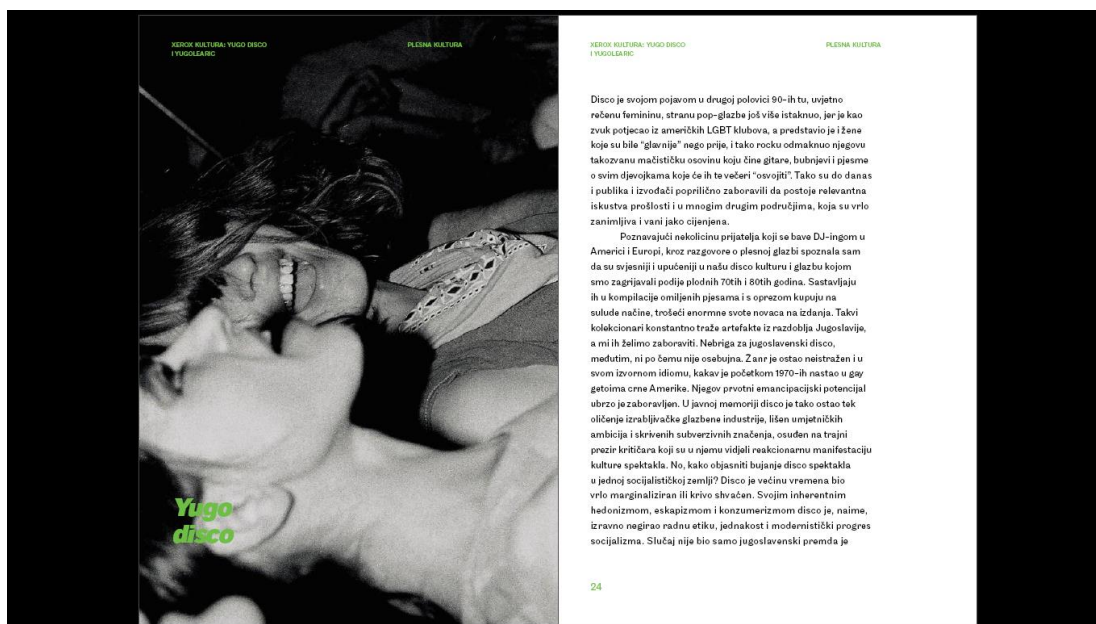 XEROX KULTURA: YUGO DISCO
I YUGOLEARIC
PLESNA KULTURA
Yugo
disco
XEROX KULTURA: YUGO DISCO
I YUGOLEARIC
PLESNA KULTURA
Disco je svojom pojavom u drugoj polovici 90-ih tu, uvjetno
rečenu femininu, stranu pop-glazbe još više istaknuo, jer je kao
zvuk potjecao iz američkih LGBT klubova, a predstavio je i žene
koje su bile "glavnije" nego prije, i tako rocku odmaknuo njegovu
takozvanu mačističku osovinu koju čine gitare, bubnjevi i pjesme
o svim djevojkama koje će ih te večeri "osvojiti". Tako su do danas
i publika i izvođači poprilično zaboravili da postoje relevantna
iskustva prošlosti i u mnogim drugim područjima, koja su vrlo
zanimljiva i vani jako cijenjena.
Poznavajući nekolicinu prijatelja koji se bave DJ-ingom u
Americi i Europi, kroz razgovore o plesnoj glazbi spoznala sam
da su svjesniji i upućeniji u našu disco kulturu i glazbu kojom
smo zagrijavali podije plodnih 70tih i 80tih godina. Sastavljaju
ih u kompilacije omiljenih pjesama i s oprezom kupuju na
sulude načine, trošeći enormne svote novaca na izdanja. Takvi
kolekcionari konstantno traže artefakte iz razdoblja Jugoslavije,
a mi ih želimo zaboraviti. Nebriga za jugoslavenski disco,
međutim, ni po čemu nije osebujna. Žanr je ostao neistražen i u
svom izvornom idiomu, kakav je početkom 1970-ih nastao u gay
getoima crne Amerike. Njegov prvotni emancipacijski potencijal
ubrzo je zaboravljen. U javnoj memoriji disco je tako ostao tek
oličenje izrabljivačke glazbene industrije, lišen umjetničkih
ambicija i skrivenih subverzivnih značenja, osuđen na trajni
prezir kritičara koji su u njemu vidjeli reakcionarnu manifestaciju
kulture spektakla. No, kako objasniti bujanje disco spektakla
u jednoj socijalističkoj zemlji? Disco je većinu vremena bio
vrlo marginaliziran ili krivo shvaćen. Svojim inherentnim
hedonizmom, eskapizmom i konzumerizmom disco je, naime,
izravno negirao radnu etiku, jednakost i modernistički progres
socijalizma. Slučaj nije bio samo jugoslavenski premda je
24